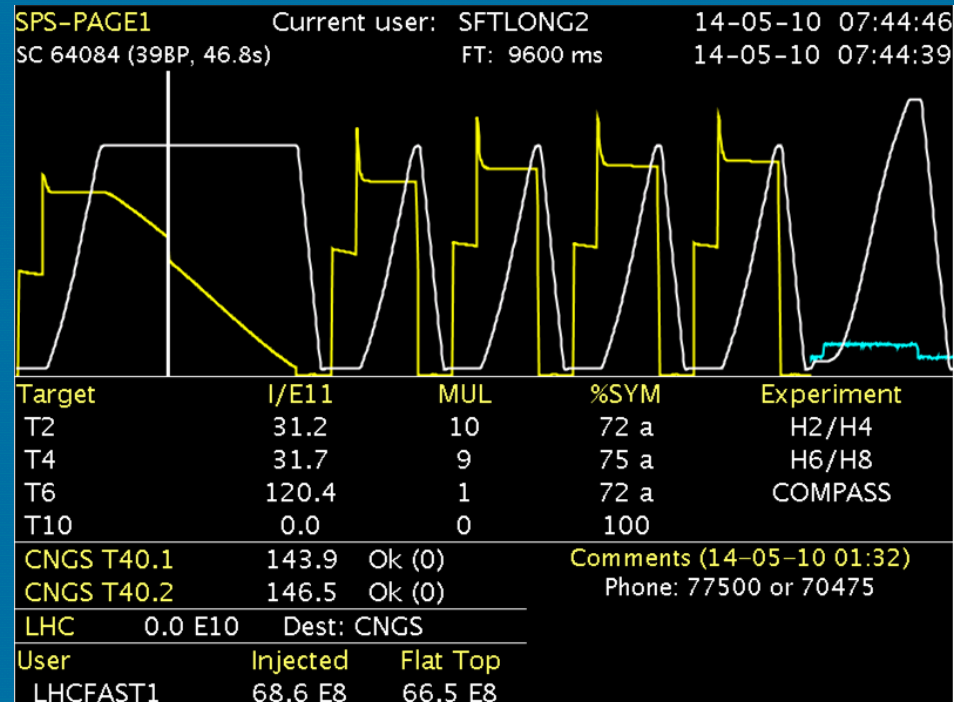 SPS-PAGE1 Current user: SFTLONG2 14-05-10 07:44:46
SC 64084 (39BP, 46.8s) FT: 9600 ms 14-05-10 07:44:39
Target I/E11 MUL %SYM Experiment
T2 31.2 10 72 a H2/H4
T4 31.7 9 75 a H6/H8
T6 120.4 1 72 a COMPASS
T10 0.0 0 100
CNGS T40.1 143.9 Ok (0) Comments (14-05-10 01:32)
CNGS T40.2 146.5 Ok (0) Phone: 77500 or 70475
LHC 0.0 E10 Dest: CNGS
User Injected Flat Top
LHCFAST1 68.6 E8 66.5 E8